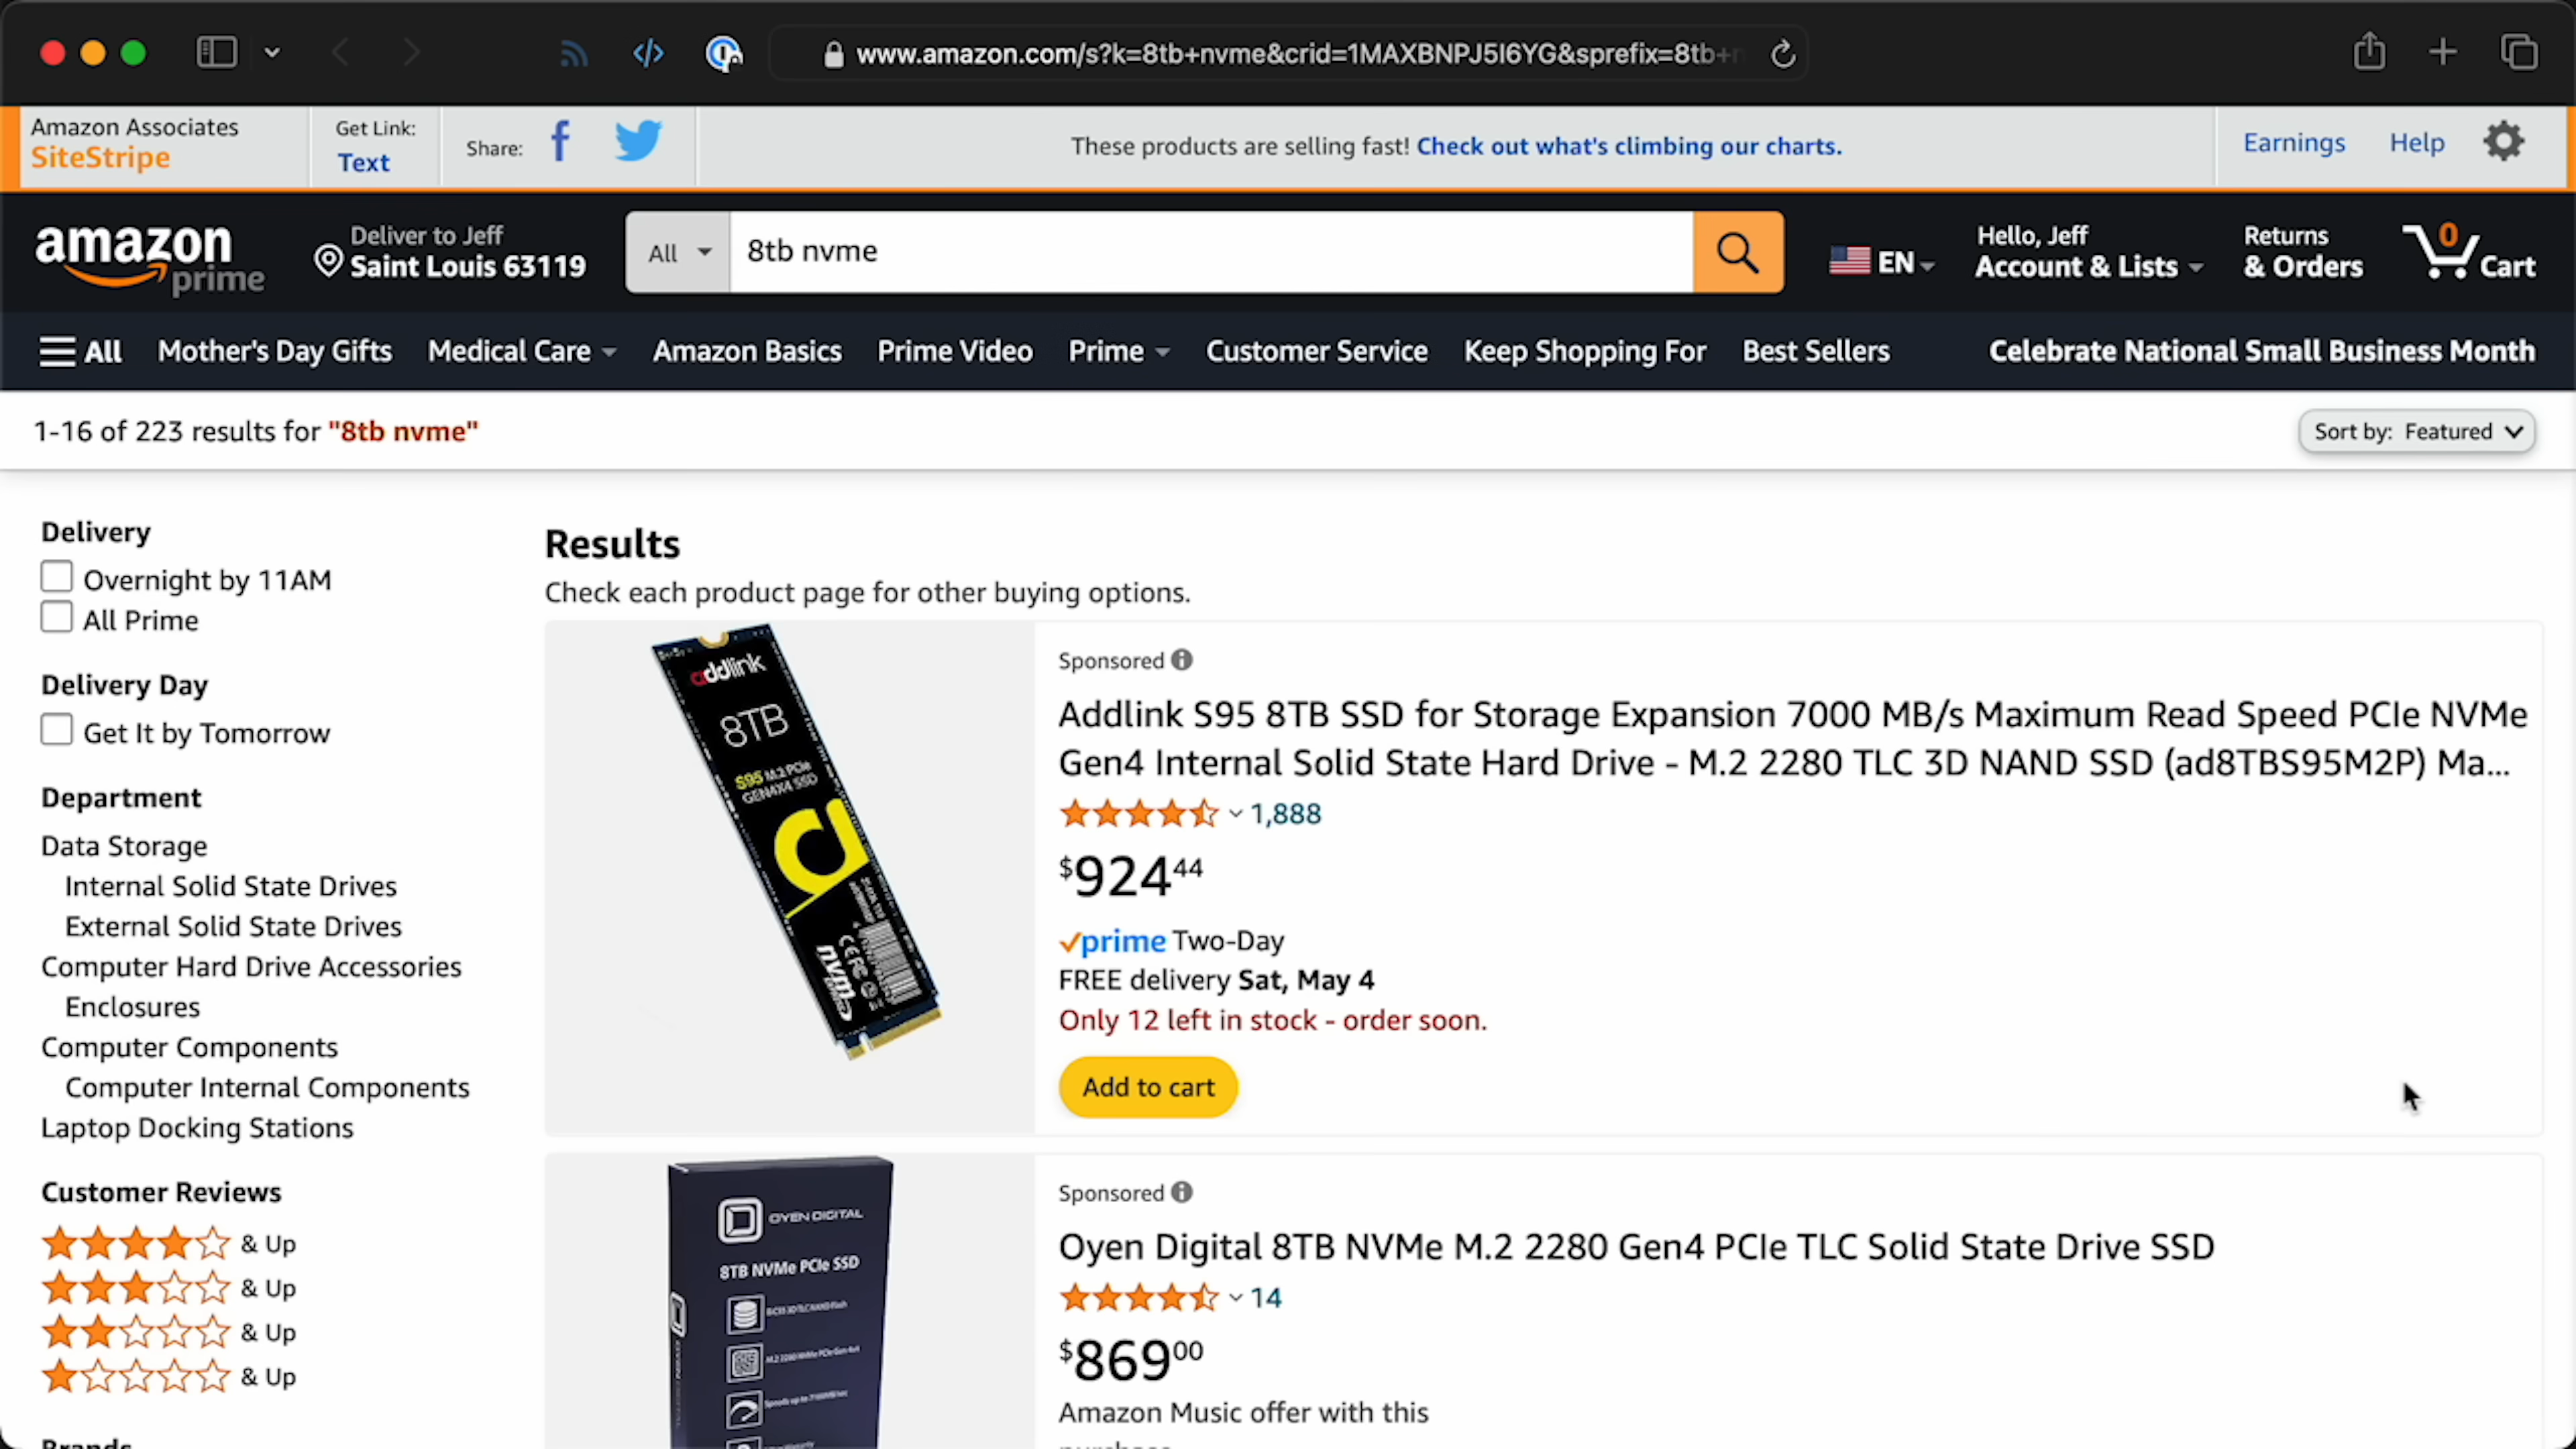 www.amazon.com/s?k=8tb+nvme&crid=1MAXBNPJ5I6YG&sprefix=8tb+
Amazon Associates
SiteStripe
Get Link:
Text
Share:
These products are selling fast! Check out what's climbing our charts.
Earnings
Help
amazon
prime
Deliver to Jeff
Saint Louis 63119
All
8tb nvme
EN
Hello, Jeff
Account & Lists
Returns
& Orders
0
Cart
All
Mother's Day Gifts
Medical Care
Amazon Basics
Prime Video
Prime
Customer Service
Keep Shopping For
Best Sellers
Celebrate National Small Business Month
1-16 of 223 results for "8tb nvme"
Sort by: Featured
Delivery
Overnight by 11AM
All Prime
Delivery Day
Get It by Tomorrow
Department
Data Storage
Internal Solid State Drives
External Solid State Drives
Computer Hard Drive Accessories
Enclosures
Computer Components
Computer Internal Components
Laptop Docking Stations
Customer Reviews
& Up
& Up
& Up
& Up
Brands
Results
Check each product page for other buying options.
addlink
8TB
S95 M.2 PCIe
GEN4X4 SSD
nvm
Sponsored
Addlink S95 8TB SSD for Storage Expansion 7000 MB/s Maximum Read Speed PCIe NVMe
Gen4 Internal Solid State Hard Drive - M.2 2280 TLC 3D NAND SSD (ad8TBS95M2P) Ma...
1,888
$924.44
prime Two-Day
FREE delivery Sat, May 4
Only 12 left in stock - order soon.
Add to cart
OYEN DIGITAL
8TB NVMe PCIe SSD
Sponsored
Oyen Digital 8TB NVMe M.2 2280 Gen4 PCIe TLC Solid State Drive SSD
14
$869.00
Amazon Music offer with this